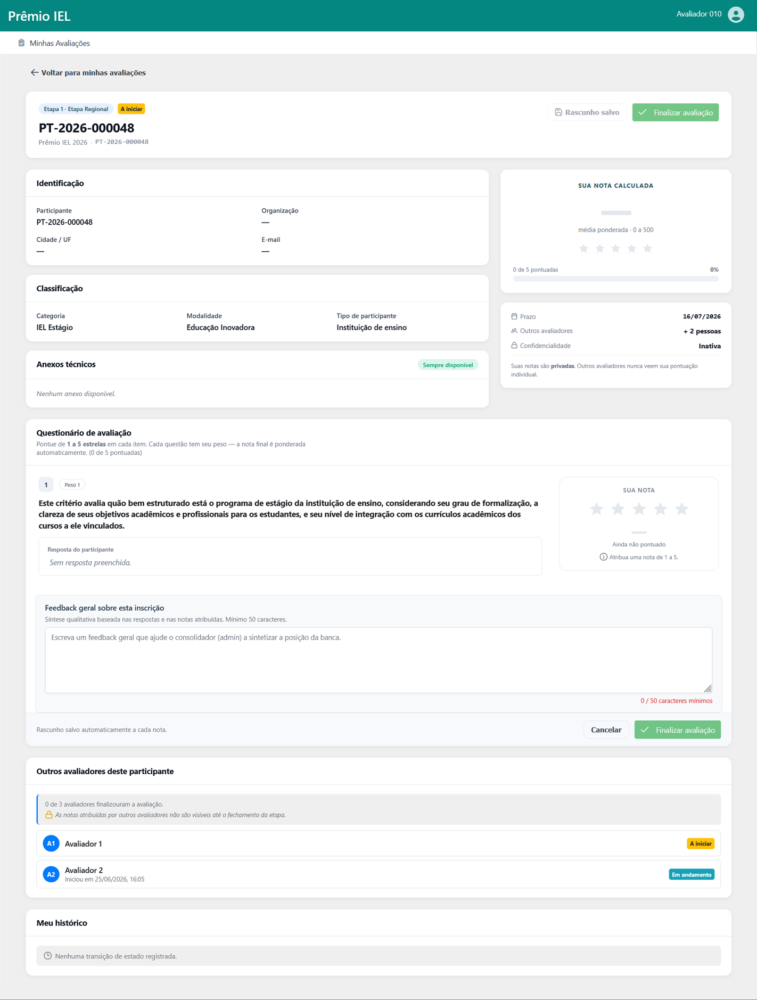 Prêmio IEL
Avaliador 010
Minhas Avaliações
Voltar para minhas avaliações
Etapa 1 · Etapa Regional
A iniciar
Rascunho salvo
Finalizar avaliação
PT-2026-000048
Prêmio IEL 2026 · PT-2026-000048
Identificação
Participante
PT-2026-000048
Organização
—
Cidade / UF
—
E-mail
—
SUA NOTA CALCULADA
média ponderada · 0 a 500
0 de 5 pontuadas
0%
Classificação
Categoria
IEL Estágio
Modalidade
Educação Inovadora
Tipo de participante
Instituição de ensino
Prazo
16/07/2026
Outros avaliadores
+ 2 pessoas
Confidencialidade
Inativa
Suas notas são privadas. Outros avaliadores nunca veem sua pontuação
individual.
Anexos técnicos
Sempre disponível
Nenhum anexo disponível.
Questionário de avaliação
Pontue de 1 a 5 estrelas em cada item. Cada questão tem seu peso — a nota final é ponderada
automaticamente. (0 de 5 pontuadas)
1
Peso 1
Este critério avalia quão bem estruturado está o programa de estágio da instituição de ensino, considerando seu grau de formalização, a
clareza de seus objetivos acadêmicos e profissionais para os estudantes, e seu nível de integração com os currículos acadêmicos dos
cursos a ele vinculados.
Resposta do participante
Sem resposta preenchida.
SUA NOTA
Ainda não pontuado
Atribua uma nota de 1 a 5.
Feedback geral sobre esta inscrição
Síntese qualitativa baseada nas respostas e nas notas atribuídas. Mínimo 50 caracteres.
Escreva um feedback geral que ajude o consolidador (admin) a sintetizar a posição da banca.
0 / 50 caracteres mínimos
Rascunho salvo automaticamente a cada nota.
Cancelar
Finalizar avaliação
Outros avaliadores deste participante
0 de 3 avaliadores finalizouram a avaliação.
As notas atribuídas por outros avaliadores não são visíveis até o fechamento da etapa.
A1
Avaliador 1
A iniciar
A2
Avaliador 2
Iniciou em 25/06/2026, 16:05
Em andamento
Meu histórico
Nenhuma transição de estado registrada.